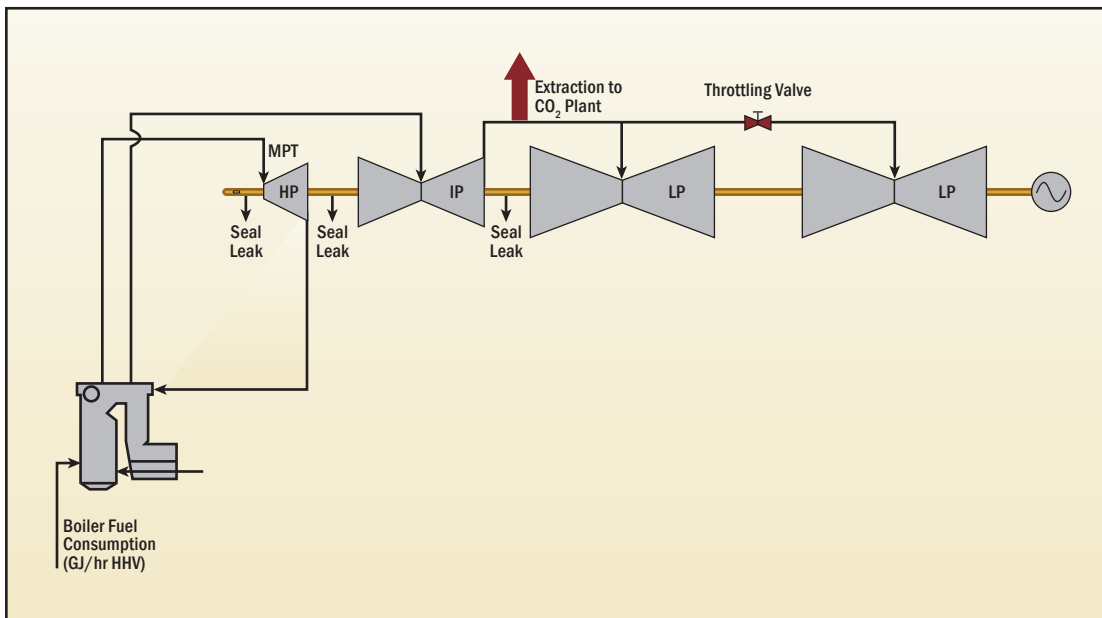 Extraction to
CO2 Plant
Throttling Valve
MPT
HP
IP
LP
LP
Seal
Leak
Seal
Leak
Seal
Leak
Boiler Fuel
Consumption
(GJ/hr HHV)